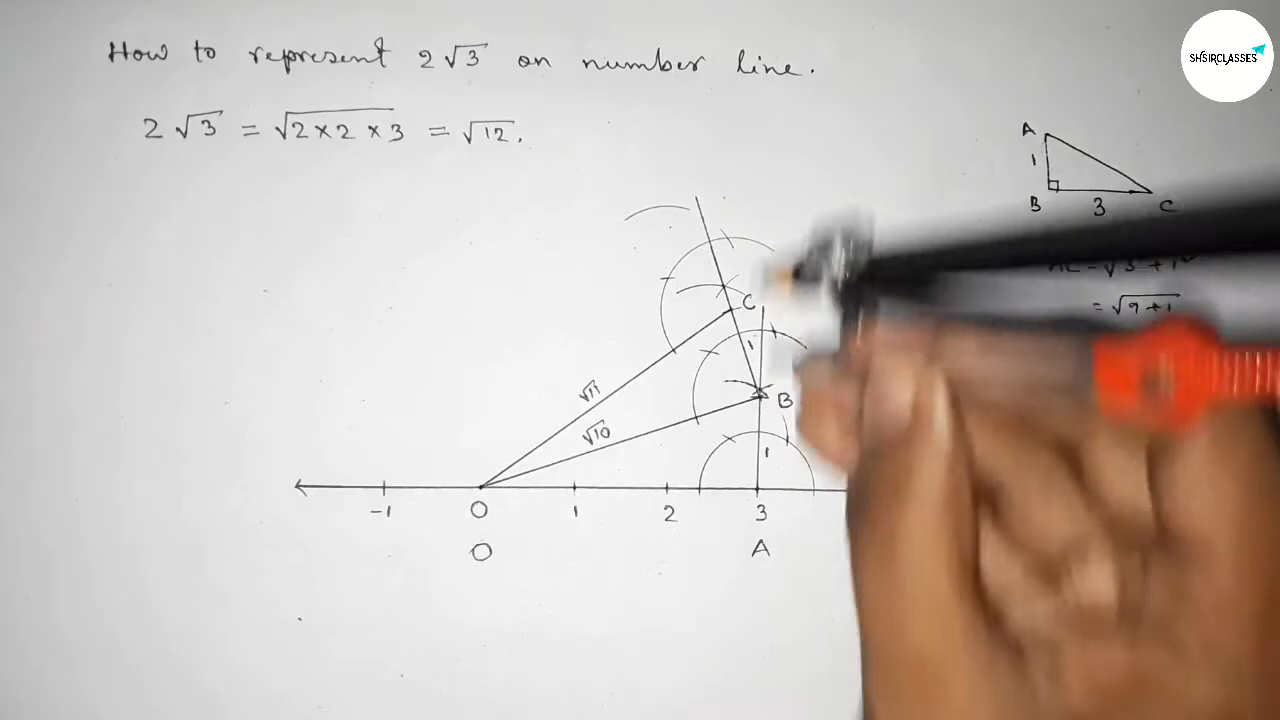 How to represent 2√3 on number line.
2√3 = √2×2×3 = √12.
SHSIRCLASSES
A
1
B 3 C
= √9+1
C
1
√11
B
√10
1
-1 0 1 2 3
O A